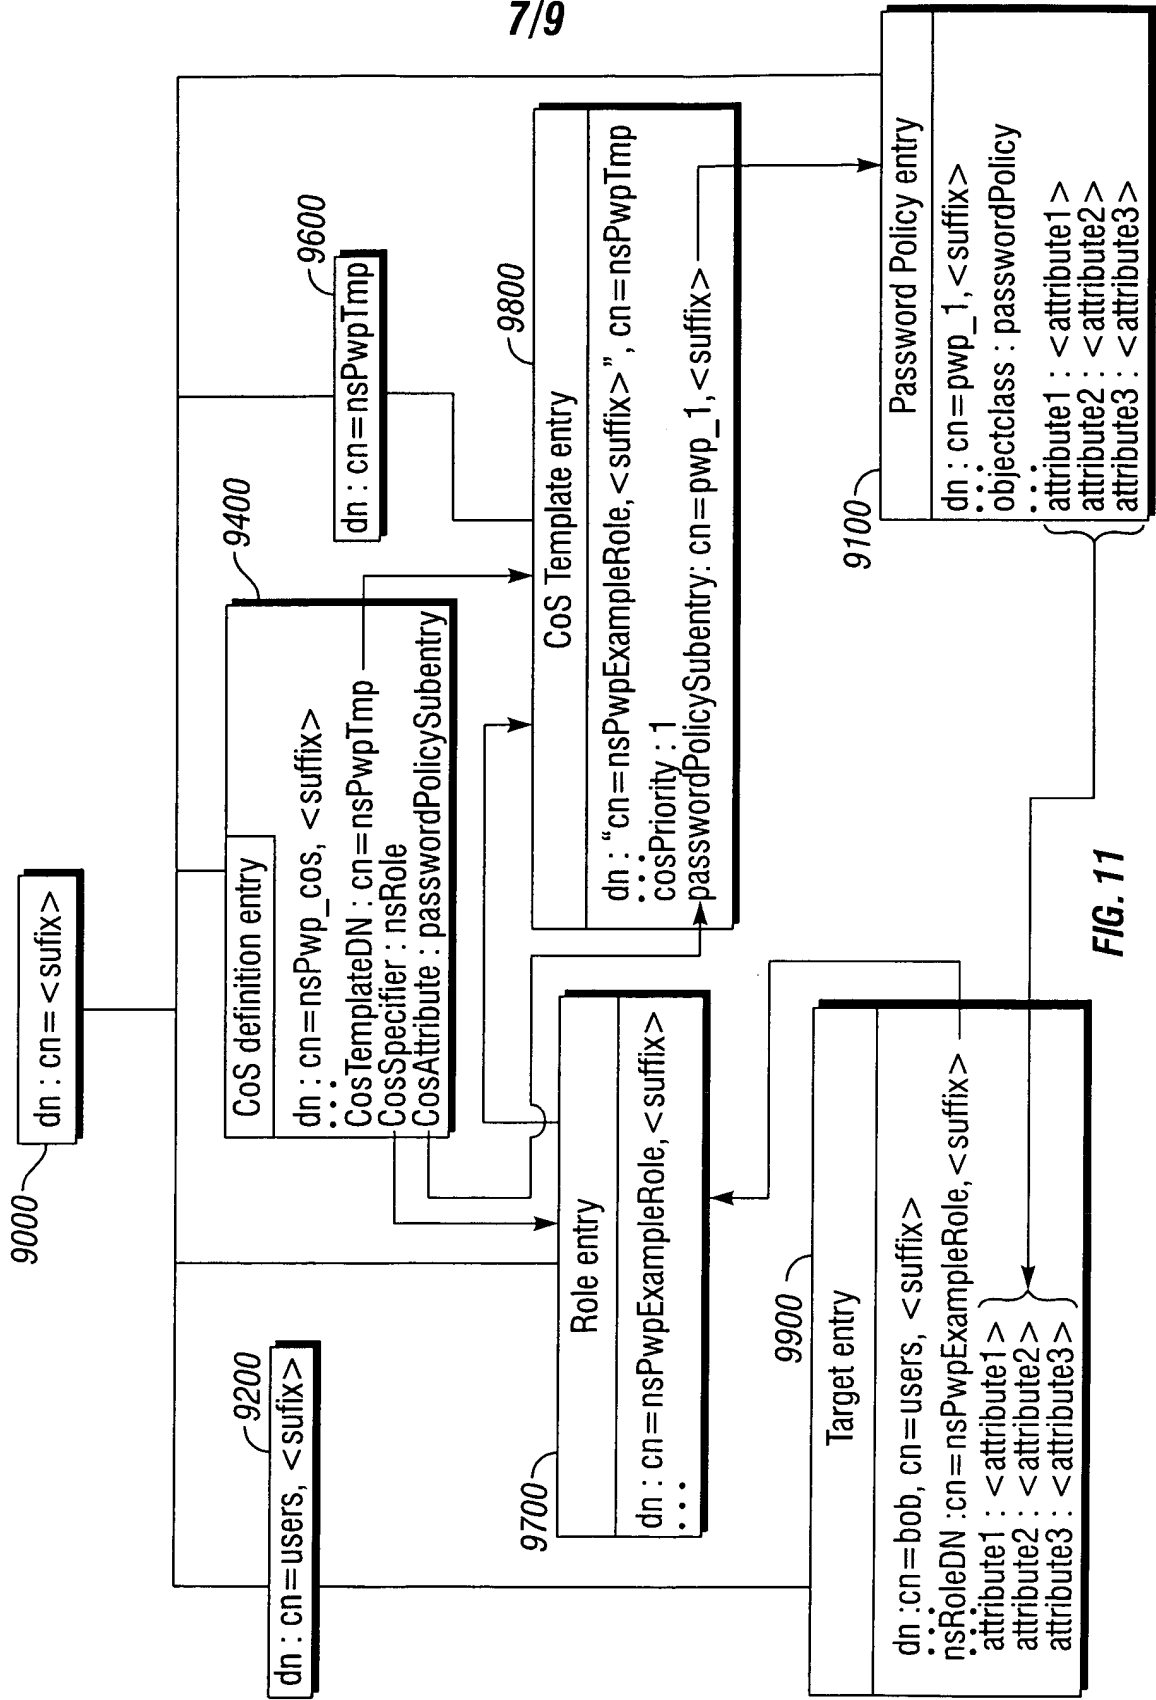 7/9
9000
dn : cn= <sufix>
9200
dn : cn=users, <sufix>
CoS definition entry
9400
dn : cn=nsPwp_cos, <suffix>
...
CosTemplateDN : cn=nsPwpTmp
CosSpecifier : nsRole
CosAttribute : passwordPolicySubentry
9600
dn : cn=nsPwpTmp
9700
Role entry
dn : cn=nsPwpExampleRole, <suffix>
...
9800
CoS Template entry
dn : “cn=nsPwpExampleRole, <suffix>”, cn=nsPwpTmp
...
cosPriority : 1
passwordPolicySubentry: cn=pwp_1, <suffix>
9900
Target entry
dn :cn=bob, cn=users, <suffix>
...
nsRoleDN :cn=nsPwpExampleRole, <suffix>
...
attribute1 : <attribute1>
attribute2 : <attribute2>
attribute3 : <attribute3>
9100
Password Policy entry
dn : cn=pwp_1, <suffix>
...
objectclass : passwordPolicy
...
attribute1 : <attribute1>
attribute2 : <attribute2>
attribute3 : <attribute3>
FIG. 11